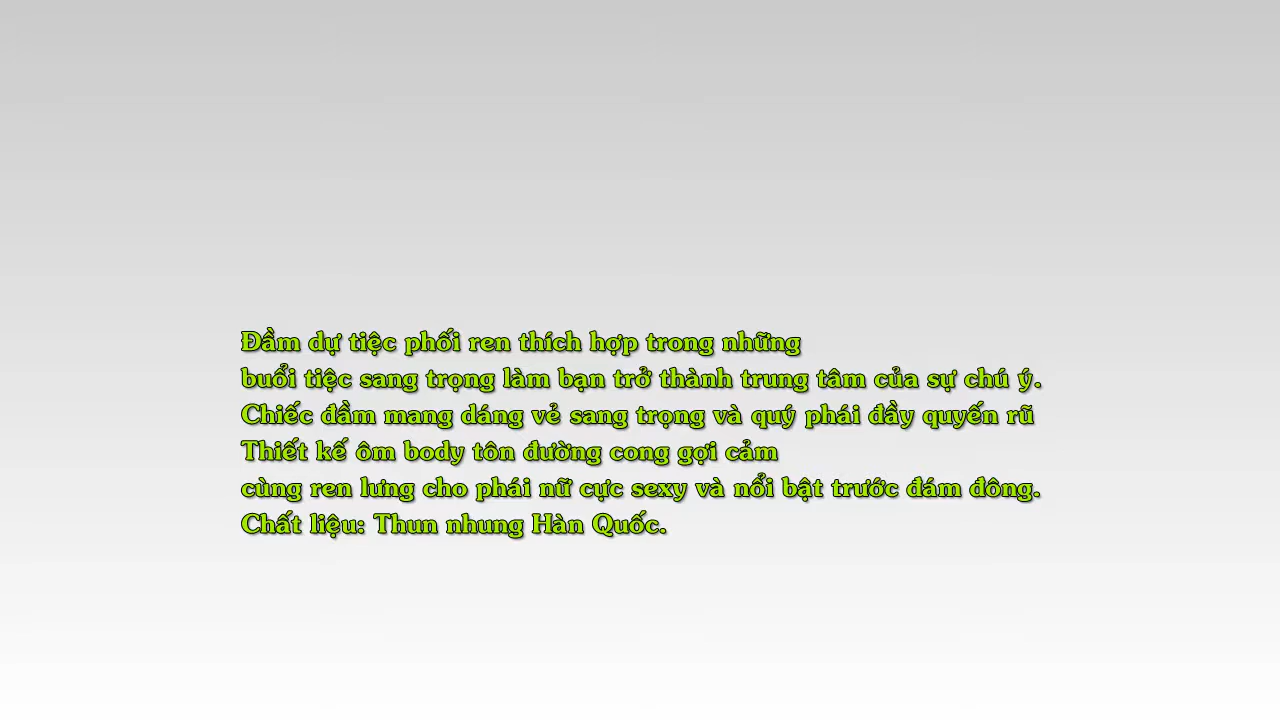 Đầm dự tiệc phối ren thích hợp trong những
buổi tiệc sang trọng làm bạn trở thành trung tâm của sự chú ý.
Chiếc đầm mang dáng vẻ sang trọng và quý phái đầy quyến rũ
Thiết kế ôm body tôn đường cong gợi cảm
cùng ren lưng cho phái nữ cực sexy và nổi bật trước đám đông.
Chất liệu: Thun nhung Hàn Quốc.